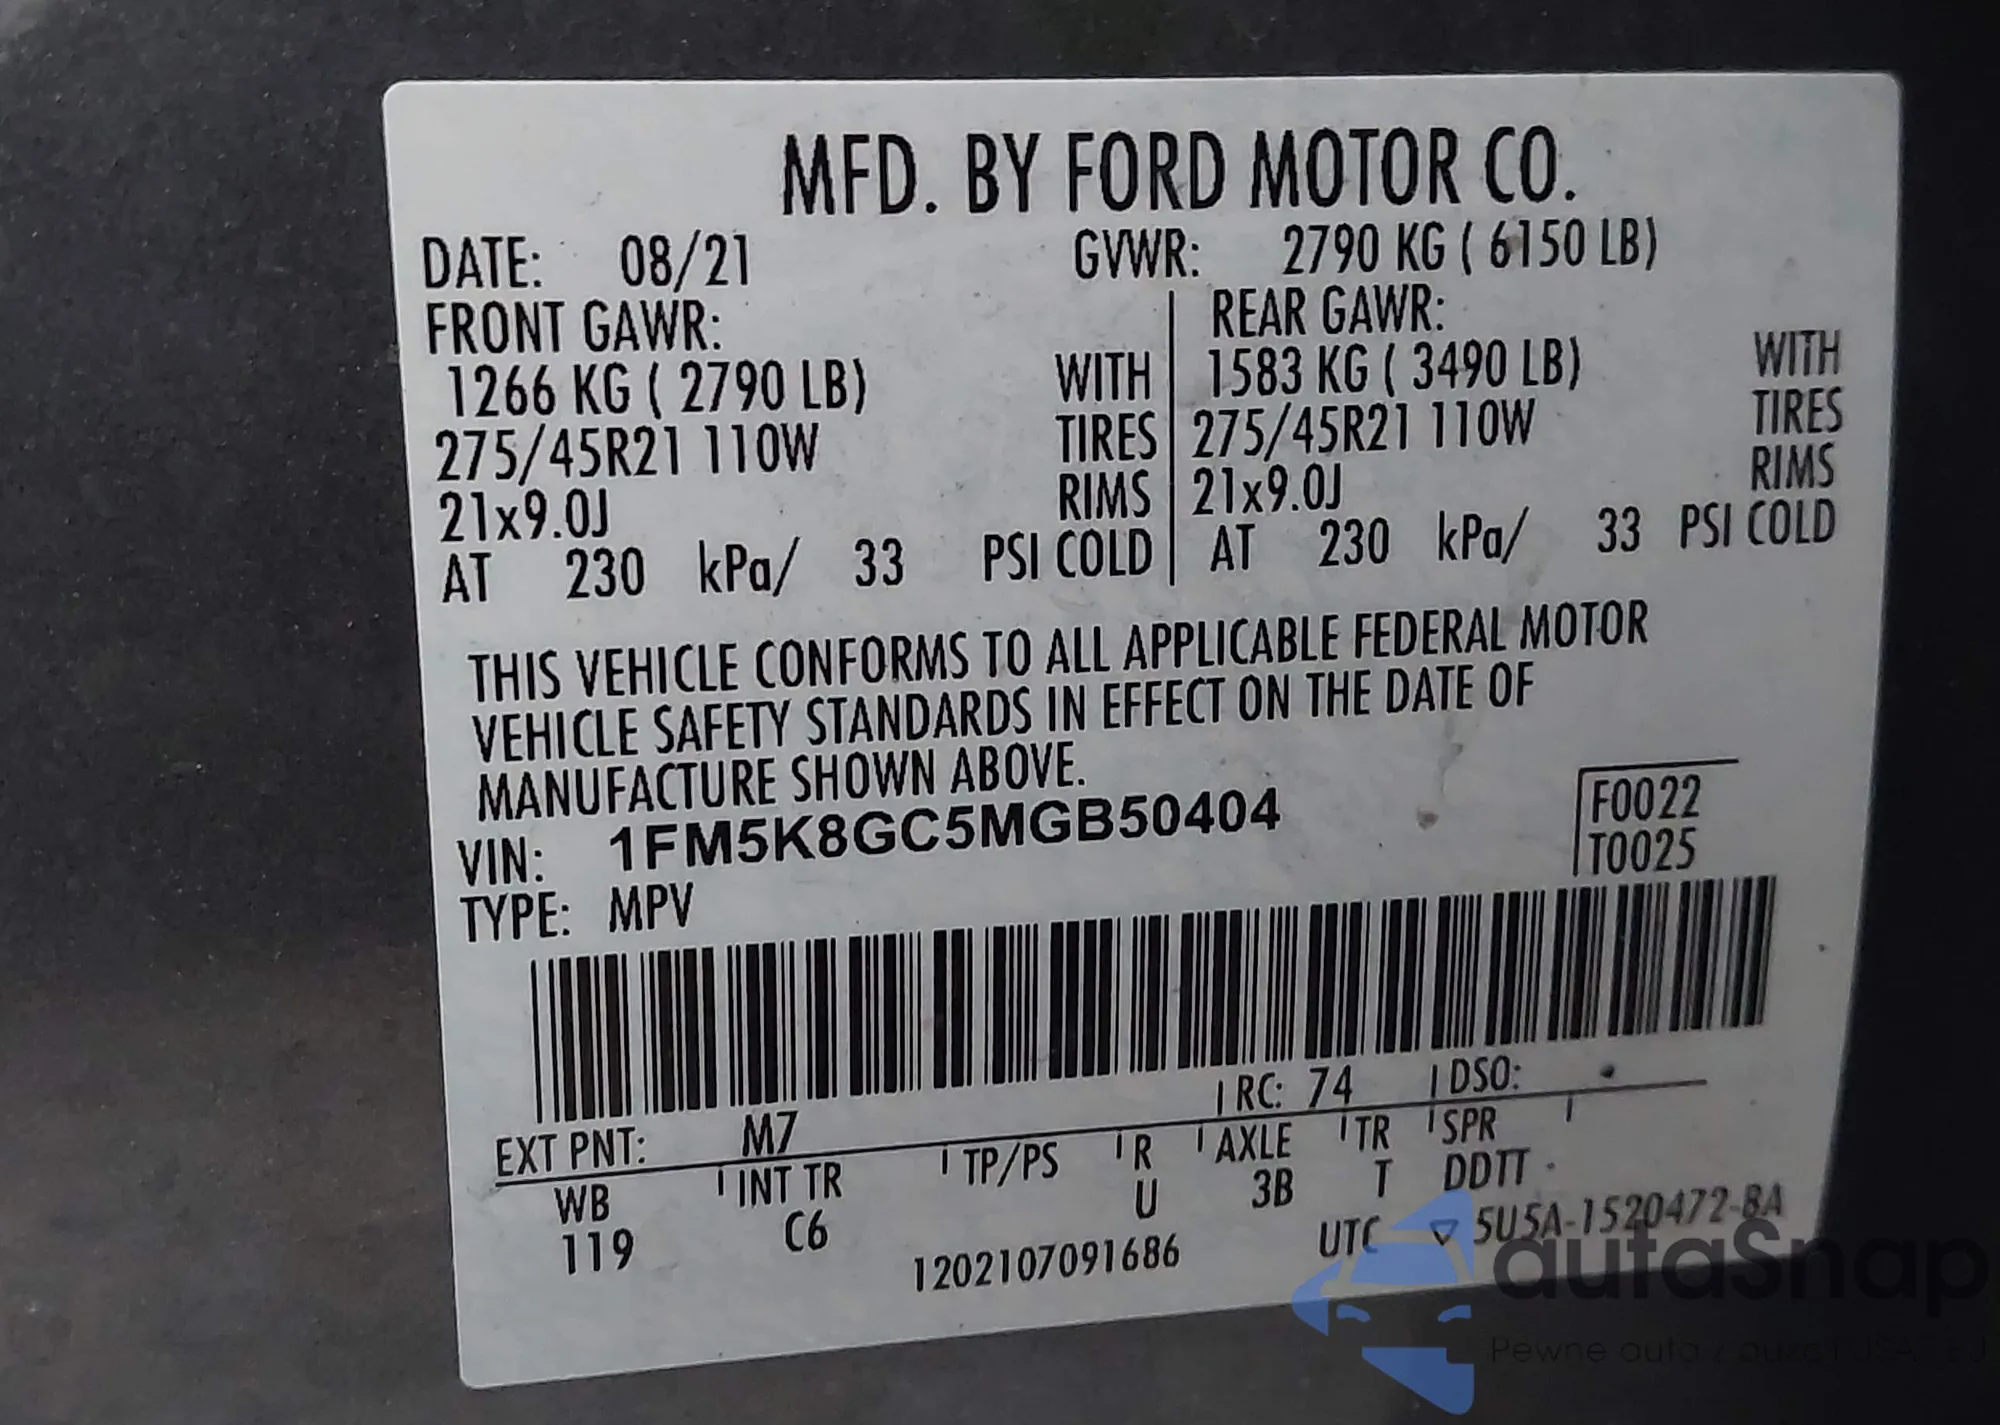 MFD. BY FORD MOTOR CO.
DATE: 08/21 GVWR: 2790 KG ( 6150 LB)
FRONT GAWR: REAR GAWR:
1266 KG ( 2790 LB) WITH 1583 KG ( 3490 LB) WITH
275/45R21 110W TIRES 275/45R21 110W TIRES
21x9.0J RIMS 21x9.0J RIMS
AT 230 kPa/ 33 PSI COLD AT 230 kPa/ 33 PSI COLD
THIS VEHICLE CONFORMS TO ALL APPLICABLE FEDERAL MOTOR
VEHICLE SAFETY STANDARDS IN EFFECT ON THE DATE OF
MANUFACTURE SHOWN ABOVE.
VIN: 1FM5K8GC5MGB50404
F0022
T0025
TYPE: MPV
RC: 74 DSO:
EXT PNT: M7
WB INT TR TP/PS R AXLE TR SPR
119 C6 U 3B T DDTT
1202107091686 UTC ▽ 5U5A-1520472-BA
autaSnap
Pewne auta z